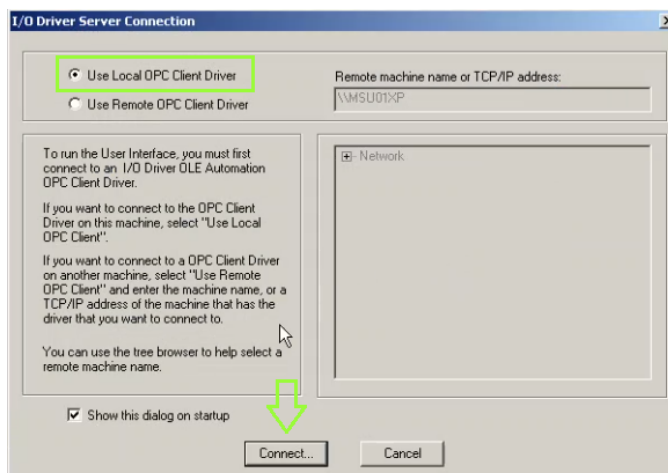 I/O Driver Server Connection
Use Local OPC Client Driver
Use Remote OPC Client Driver
Remote machine name or TCP/IP address:
\\MSU01XP
To run the User Interface, you must first
connect to an I/O Driver OLE Automation
OPC Client Driver.
If you want to connect to the OPC Client
Driver on this machine, select "Use Local
OPC Client".
If you want to connect to a OPC Client Driver
on another machine, select "Use Remote
OPC Client" and enter the machine name, or a
TCP/IP address of the machine that has the
driver that you want to connect to.
You can use the tree browser to help select a
remote machine name.
Network
Show this dialog on startup
Connect...
Cancel